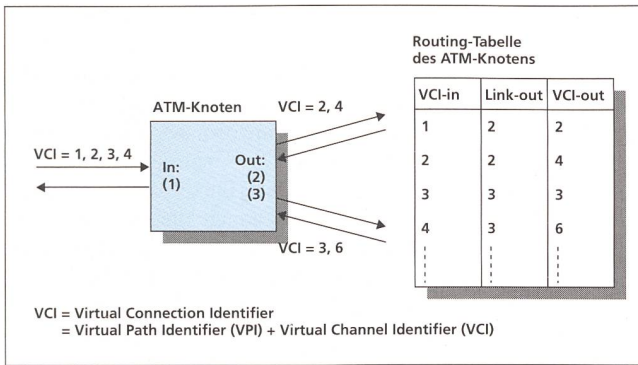 Routing-Tabelle
des ATM-Knotens
VCI-in Link-out VCI-out
1 2 2
2 2 4
3 3 3
4 3 6
ATM-Knoten
VCI = 2, 4
VCI = 1, 2, 3, 4
In:
(1)
Out:
(2)
(3)
VCI = 3, 6
VCI = Virtual Connection Identifier
= Virtual Path Identifier (VPI) + Virtual Channel Identifier (VCI)